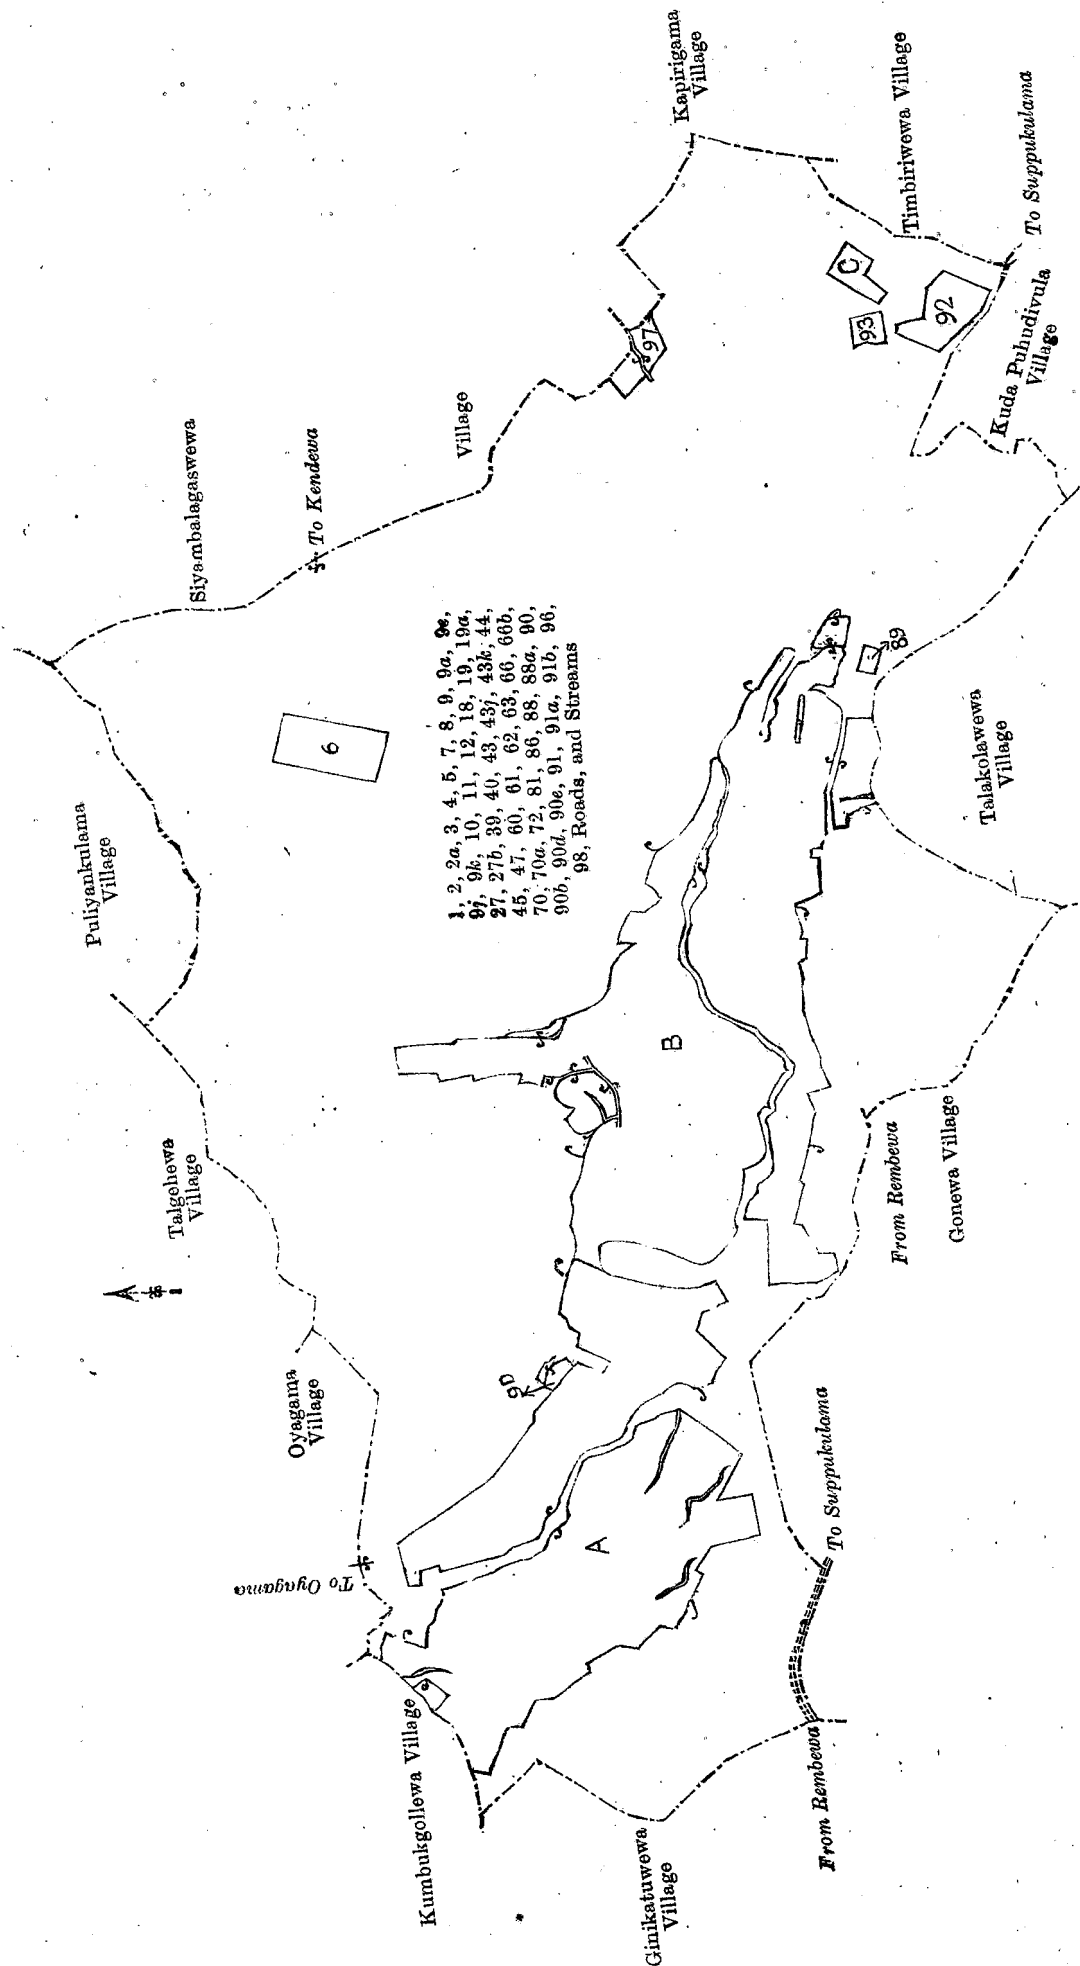 Kapirigama
Village
Timbiriwewa Village
To Suppukulama
Kuda Puhudivula
Village
C
93
92
97
Village
Siyambalagaswewa
To Kendewa
Puliyankulama
Village
6
1, 2, 2a, 3, 4, 5, 7, 8, 9, 9a, 9e,
9j, 9k, 10, 11, 12, 18, 19, 19a,
27, 27b, 39, 40, 43, 43j, 43k, 44,
45, 47, 60, 61, 62, 63, 66, 66b,
70, 70a, 72, 81, 86, 88, 88a, 90,
90b, 90d, 90e, 91, 91a, 91b, 96,
98, Roads, and Streams
89
Talakolawewa
Village
B
Talgehewa
Village
From Rembewa
Gonewa Village
Oyagama
Village
9D
To Oyagama
A
To Suppukulama
Kumbukgollewa Village
From Rembewa
Ginikatuwewa
Village